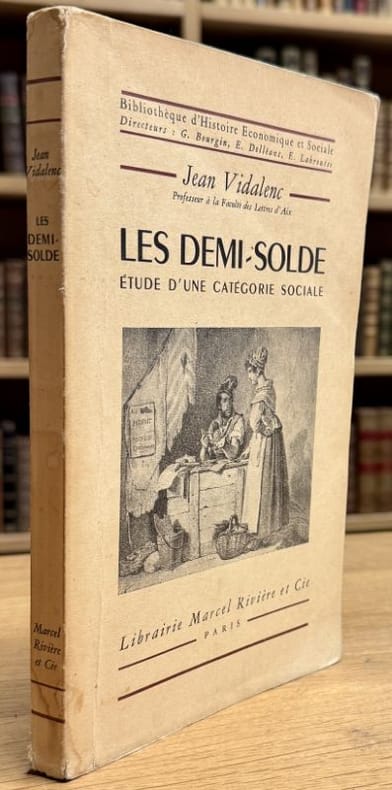 Jean
Vidalenc
LES
DEMI-
SOLDE
Marcel
Rivière
et Cie
Bibliothèque d'Histoire Economique et Sociale
Directeurs : G. Bourgin, E. Dolléans, E. Labrousse
Jean Vidalenc
Professeur à la Faculté des Lettres d'Aix
LES DEMI-SOLDE
ÉTUDE D'UNE CATÉGORIE SOCIALE
Librairie Marcel Rivière et Cie
PARIS